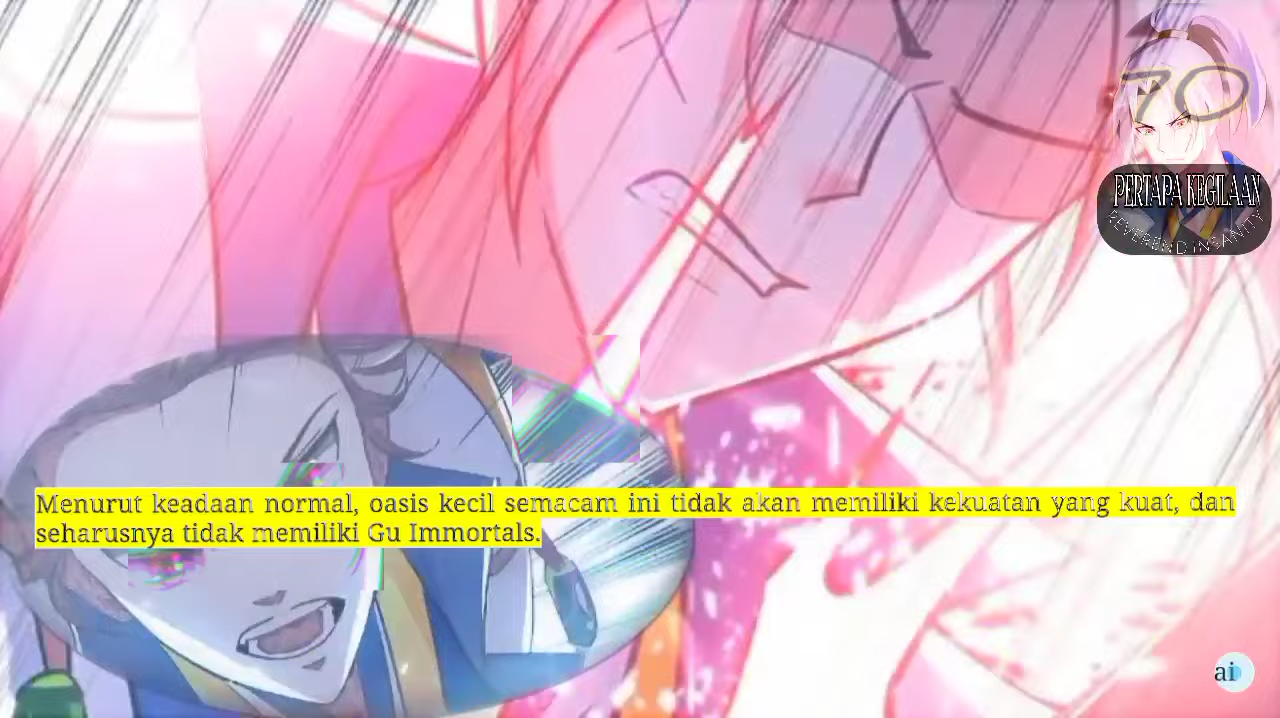 70
PERTAPA KEGILAAN
REVEREND INSANITY
Menurut keadaan normal, oasis kecil semacam ini tidak akan memiliki kekuatan yang kuat, dan
seharusnya tidak memiliki Gu Immortals.
ai